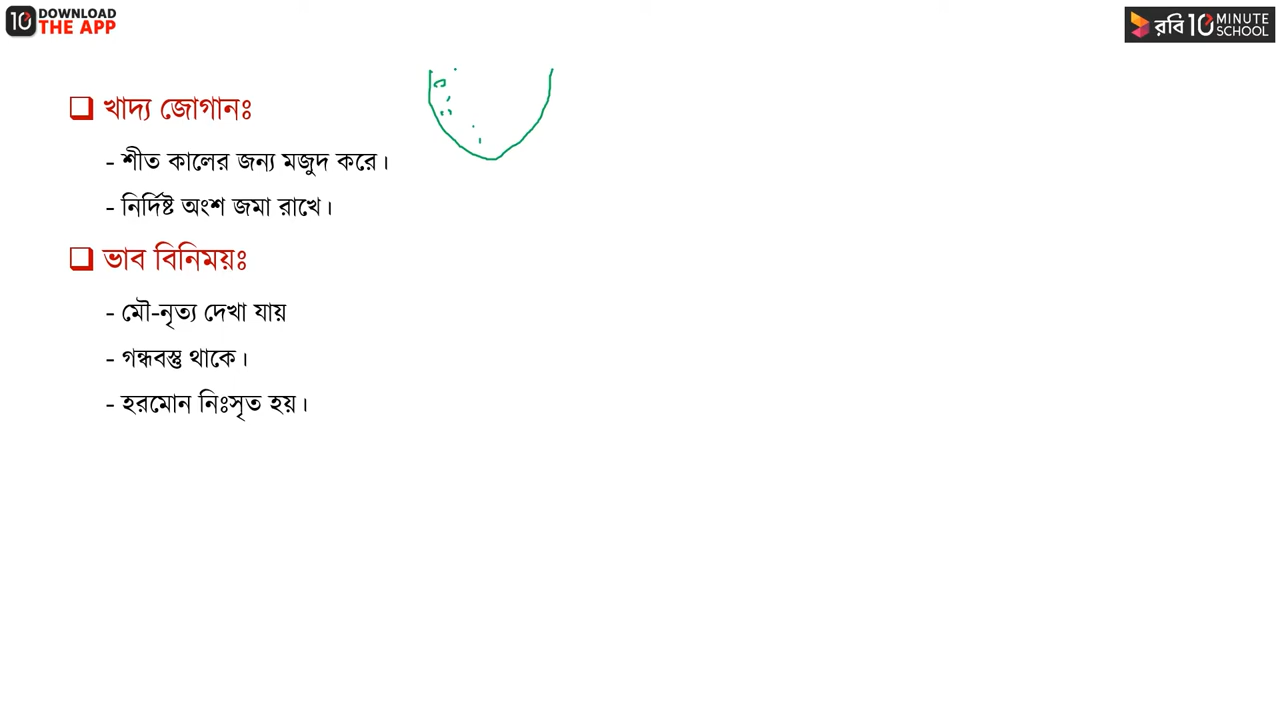 10 DOWNLOAD
THE APP
রবি 10 MINUTE
SCHOOL
খাদ্য জোগানঃ
- শীত কালের জন্য মজুদ করে।
- নির্দিষ্ট অংশ জমা রাখে।
ভাব বিনিময়ঃ
- মৌ-নৃত্য দেখা যায়
- গন্ধবস্তু থাকে।
- হরমোন নিঃসৃত হয়।